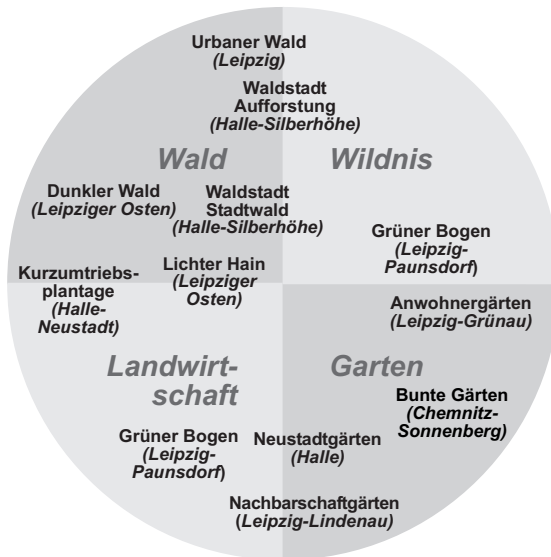 Urbaner Wald
(Leipzig)
Waldstadt
Aufforstung
(Halle-Silberhöhe)
Wald
Wildnis
Dunkler Wald
(Leipziger Osten)
Waldstadt
Stadtwald
(Halle-Silberhöhe)
Grüner Bogen
(Leipzig-
Paunsdorf)
Kurzumtriebs-
plantage
(Halle-
Neustadt)
Lichter Hain
(Leipziger
Osten)
Anwohnergärten
(Leipzig-Grünau)
Landwirt-
schaft
Garten
Bunte Gärten
(Chemnitz-
Sonnenberg)
Grüner Bogen
(Leipzig-
Paunsdorf)
Neustadtgärten
(Halle)
Nachbarschaftgärten
(Leipzig-Lindenau)